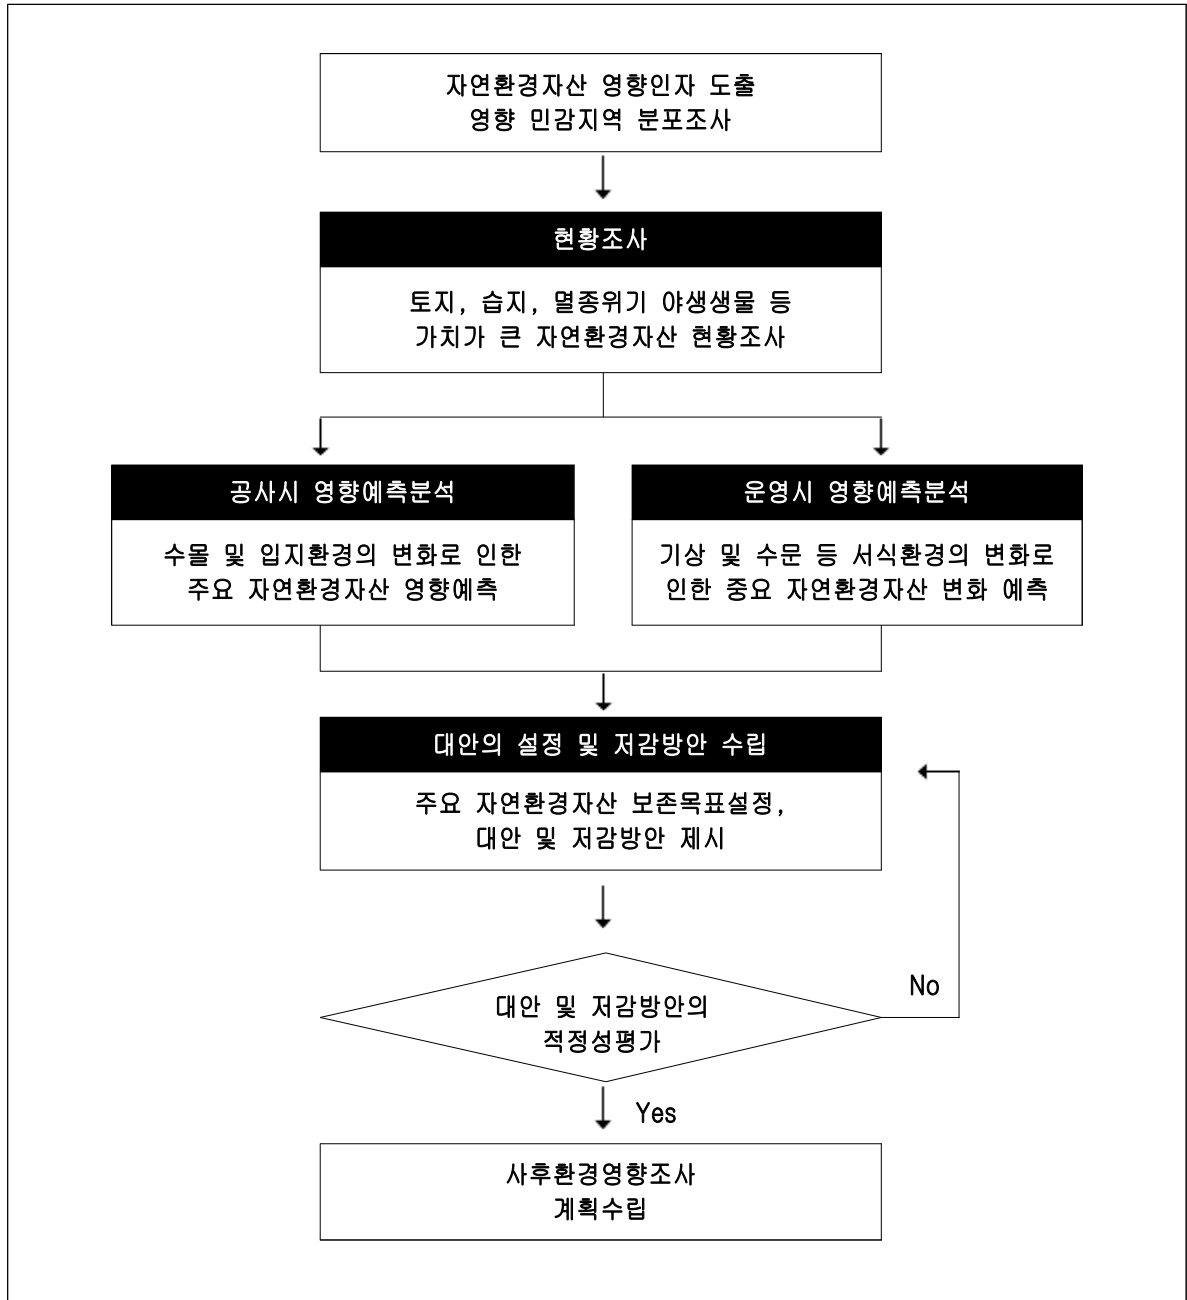 자연환경자산 영향인자 도출
영향 민감지역 분포조사
현황조사
토지, 습지, 멸종위기 야생생물 등
가치가 큰 자연환경자산 현황조사
공사시 영향예측분석
수몰 및 입지환경의 변화로 인한
주요 자연환경자산 영향예측
운영시 영향예측분석
기상 및 수문 등 서식환경의 변화로
인한 중요 자연환경자산 변화 예측
대안의 설정 및 저감방안 수립
주요 자연환경자산 보존목표설정,
대안 및 저감방안 제시
No
대안 및 저감방안의
적정성평가
Yes
사후환경영향조사
계획수립